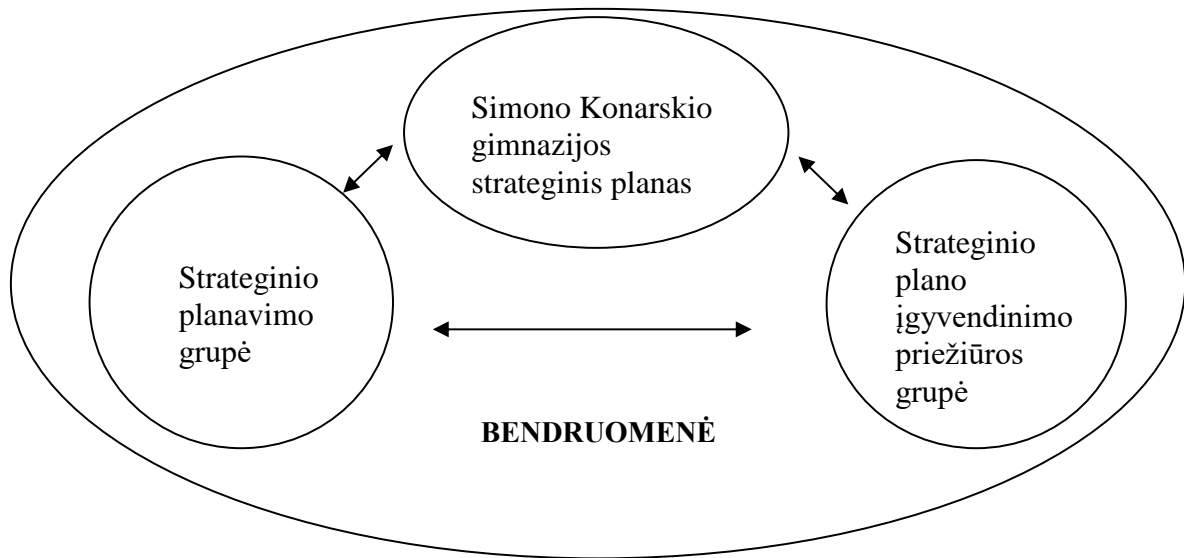 Simono Konarskio
gimnazijos
strateginis planas
Strateginio
planavimo
grupė
Strateginio
plano
įgyvendinimo
priežiūros
grupė
BENDRUOMENĖ